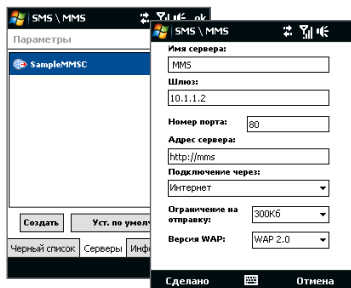 SMS \ MMS ok
Параметры
SampleMMSC
Создать Уст. по умолч
Черный список Серверы Инфо
SMS \ MMS
Имя сервера:
MMS
Шлюз:
10.1.1.2
Номер порта: 80
Адрес сервера:
http://mms
Подключение через:
Интернет
Ограничение на отправку: 300Кб
Версия WAP: WAP 2.0
Сделано Отмена